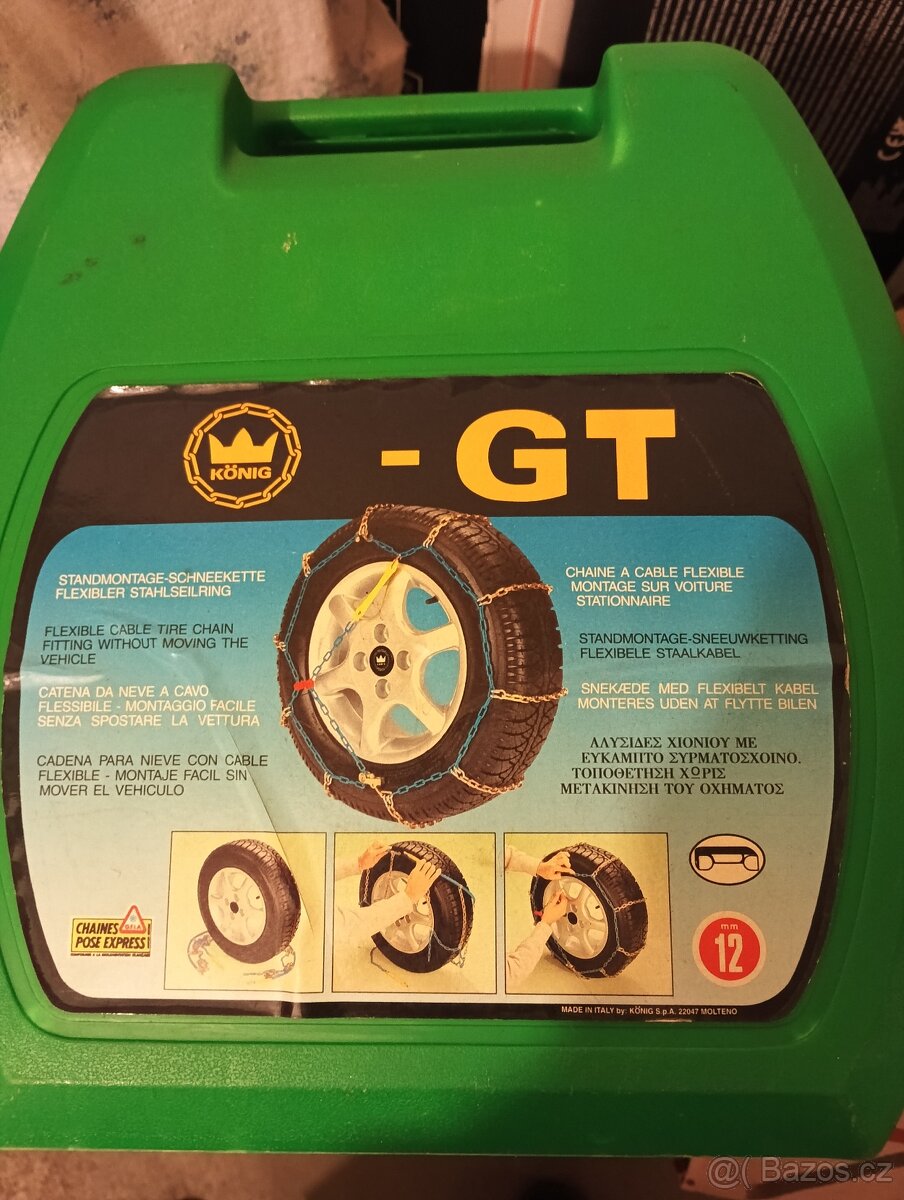 KÖNIG
-GT
STANDMONTAGE-SCHNEEKETTE
FLEXIBLER STAHLSEILRING
FLEXIBLE CABLE TIRE CHAIN
FITTING WITHOUT MOVING THE
VEHICLE
CATENA DA NEVE A CAVO
FLESSIBILE - MONTAGGIO FACILE
SENZA SPOSTARE LA VETTURA
CADENA PARA NIEVE CON CABLE
FLEXIBLE - MONTAJE FACIL SIN
MOVER EL VEHICULO
CHAINE A CABLE FLEXIBLE
MONTAGE SUR VOITURE
STATIONNAIRE
STANDMONTAGE-SNEEUWKETTING
FLEXIBELE STAALKABEL
SNEKÆDE MED FLEXIBELT KABEL
MONTERES UDEN AT FLYTTE BILEN
ΑΛΥΣΙΔΕΣ ΧΙΟΝΙΟΥ ΜΕ
ΕΥΚΑΜΠΤΟ ΣΥΡΜΑΤΟΣΧΟΙΝΟ.
ΤΟΠΟΘΕΤΗΣΗ ΧΩΡΙΣ
ΜΕΤΑΚΙΝΗΣΗ ΤΟΥ ΟΧΗΜΑΤΟΣ
CHAINES
POSE EXPRESS
mm
12
MADE IN ITALY by: KÖNIG S.p.A. 22047 MOLTENO
CE
@( Bazos.cz